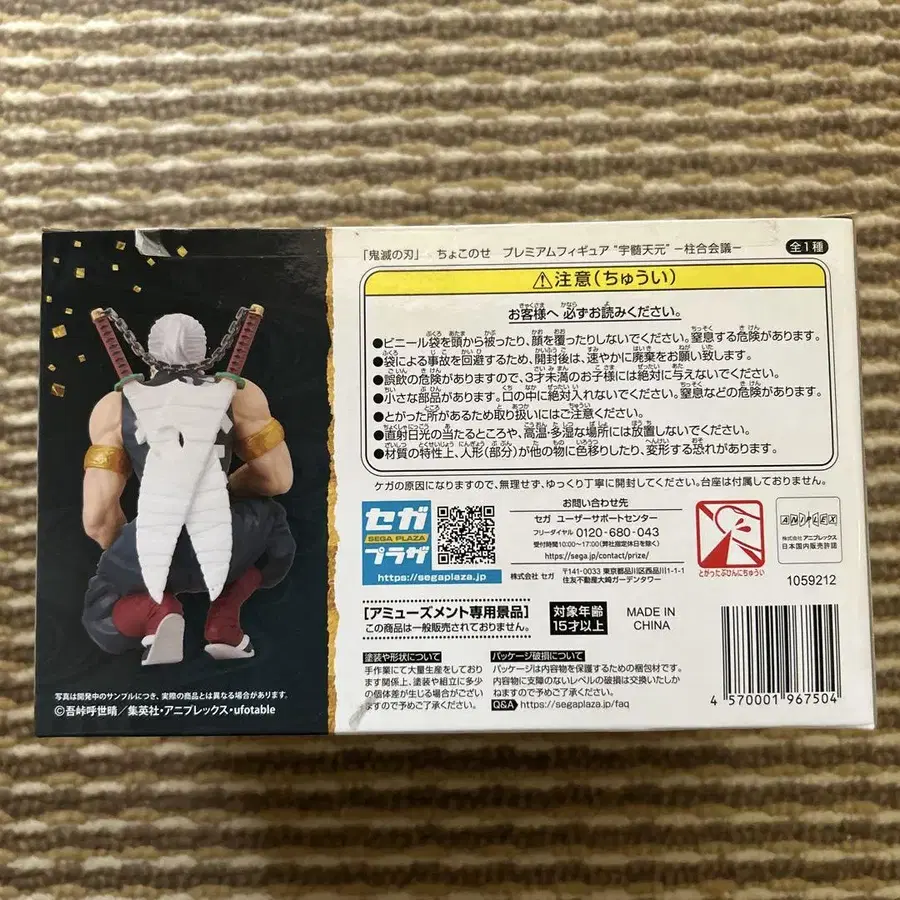 「鬼滅の刃」 ちょこのせ プレミアムフィギュア "宇髄天元" ー柱合会議ー
全1種
⚠注意(ちゅうい)
お客様へ 必ずお読みください。
●ビニール袋を頭から被ったり、顔を覆ったりしないでください。窒息する危険があります。
●袋による事故を回避するため、開封後は、速やかに廃棄をお願い致します。
●誤飲の危険がありますので、3才未満のお子様には絶対に与えないでください。
●小さな部品があります。口の中に絶対入れないでください。窒息などの危険があります。
●とがった所があるため取り扱いにはご注意ください。
●直射日光の当たるところや、高温・多湿な場所には放置しないでください。
●材質の特性上、人形(部分)が他の物に色移りしたり、変形する恐れがあります。
ケガの原因になりますので、無理せず、ゆっくり丁寧に開封してください。台座は付属しておりません。
セガ
SEGA PLAZA
プラザ
https://segaplaza.jp
お問い合わせ先
セガ ユーザーサポートセンター
フリーダイヤル 0120-680-043
受付時間10:00〜17:00(弊社指定休日を除く)
https://sega.jp/contact/prize/
株式会社 セガ 〒141-0033 東京都品川区西品川1-1-1
住友不動産大崎ガーデンタワー
とがったぶひんにちゅうい
ANIPLEX
株式会社 アニプレックス
日本国内販売許諾
1059212
[アミューズメント専用景品]
この商品は一般販売されておりません。
対象年齢
15才以上
MADE IN
CHINA
塗装や形状について
手作業にて大量生産をしており
ます関係上、塗装や組立に多少
の個体差が生じる場合がござい
ますので予めご了承ください。
パッケージ破損について
パッケージは内容物を保護するための梱包材です。
内容物に支障のないレベルの破損は交換いたしか
ねますので予めご了承ください。
Q&A https://segaplaza.jp/faq
4 570001 967504
写真は開発中のサンプルにつき、実際の商品とは異なる場合があります。
©吾峠呼世晴／集英社・アニプレックス・ufotable